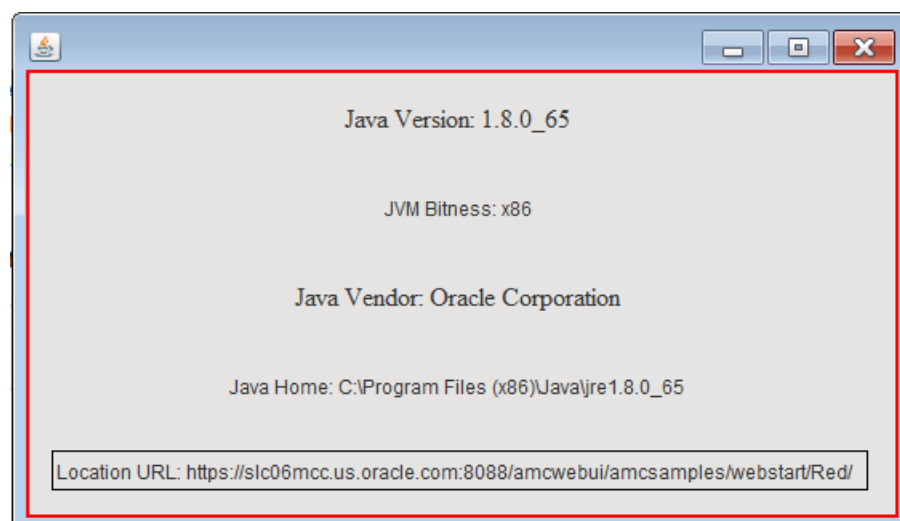 Java Version: 1.8.0_65
JVM Bitness: x86
Java Vendor: Oracle Corporation
Java Home: C:\Program Files (x86)\Java\jre1.8.0_65
Location URL: https://slc06mcc.us.oracle.com:8088/amcwebui/amcsamples/webstart/Red/